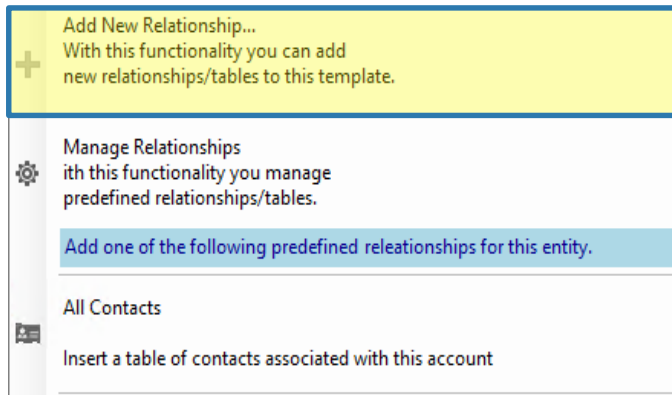 Add New Relationship...
With this functionality you can add
new relationships/tables to this template.
Manage Relationships
ith this functionality you manage
predefined relationships/tables.
Add one of the following predefined releationships for this entity.
All Contacts
Insert a table of contacts associated with this account